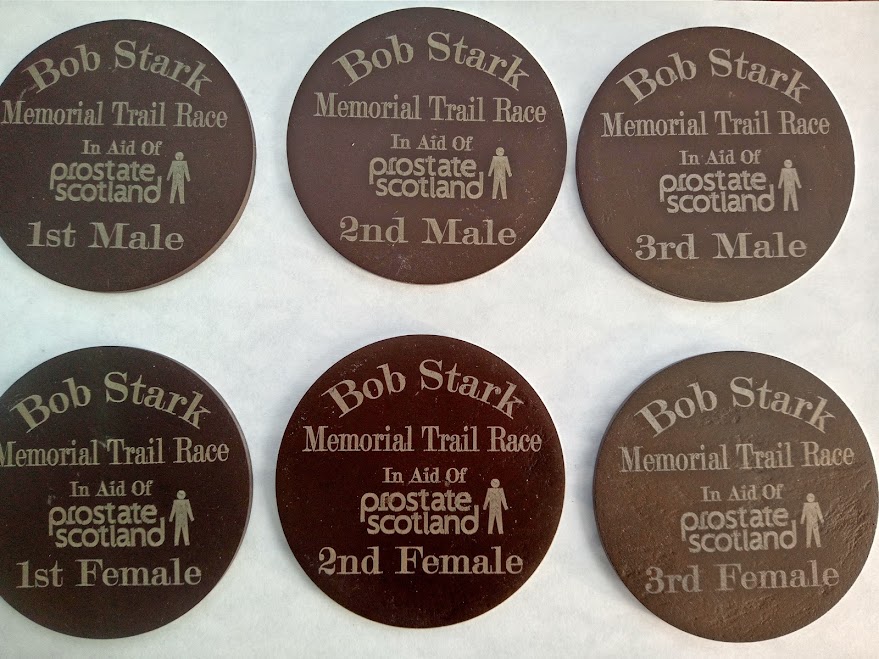 Bob Stark
Memorial Trail Race
In Aid Of
prostate
scotland
1st Male
Bob Stark
Memorial Trail Race
In Aid Of
prostate
scotland
2nd Male
Bob Stark
Memorial Trail Race
In Aid Of
prostate
scotland
3rd Male
Bob Stark
Memorial Trail Race
In Aid Of
prostate
scotland
1st Female
Bob Stark
Memorial Trail Race
In Aid Of
prostate
scotland
2nd Female
Bob Stark
Memorial Trail Race
In Aid Of
prostate
scotland
3rd Female